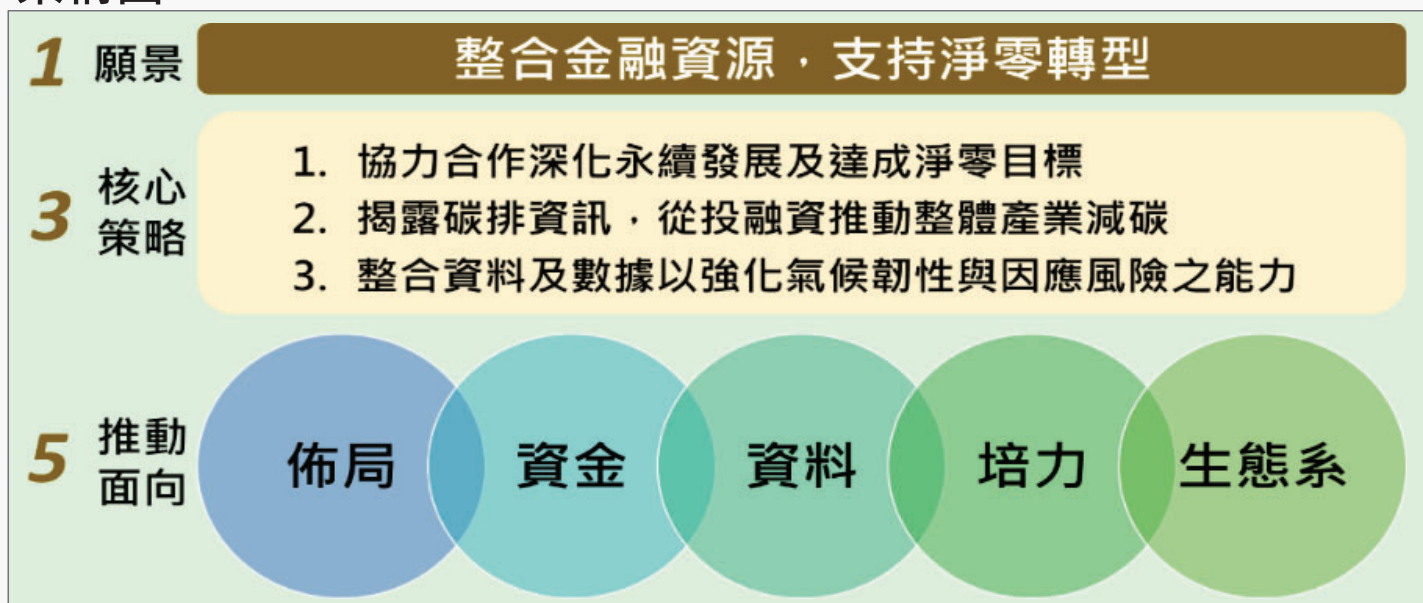 1 願景 整合金融資源，支持淨零轉型
3 核心策略
1. 協力合作深化永續發展及達成淨零目標
2. 揭露碳排資訊，從投融資推動整體產業減碳
3. 整合資料及數據以強化氣候韌性與因應風險之能力
5 推動面向
佈局 資金 資料 培力 生態系